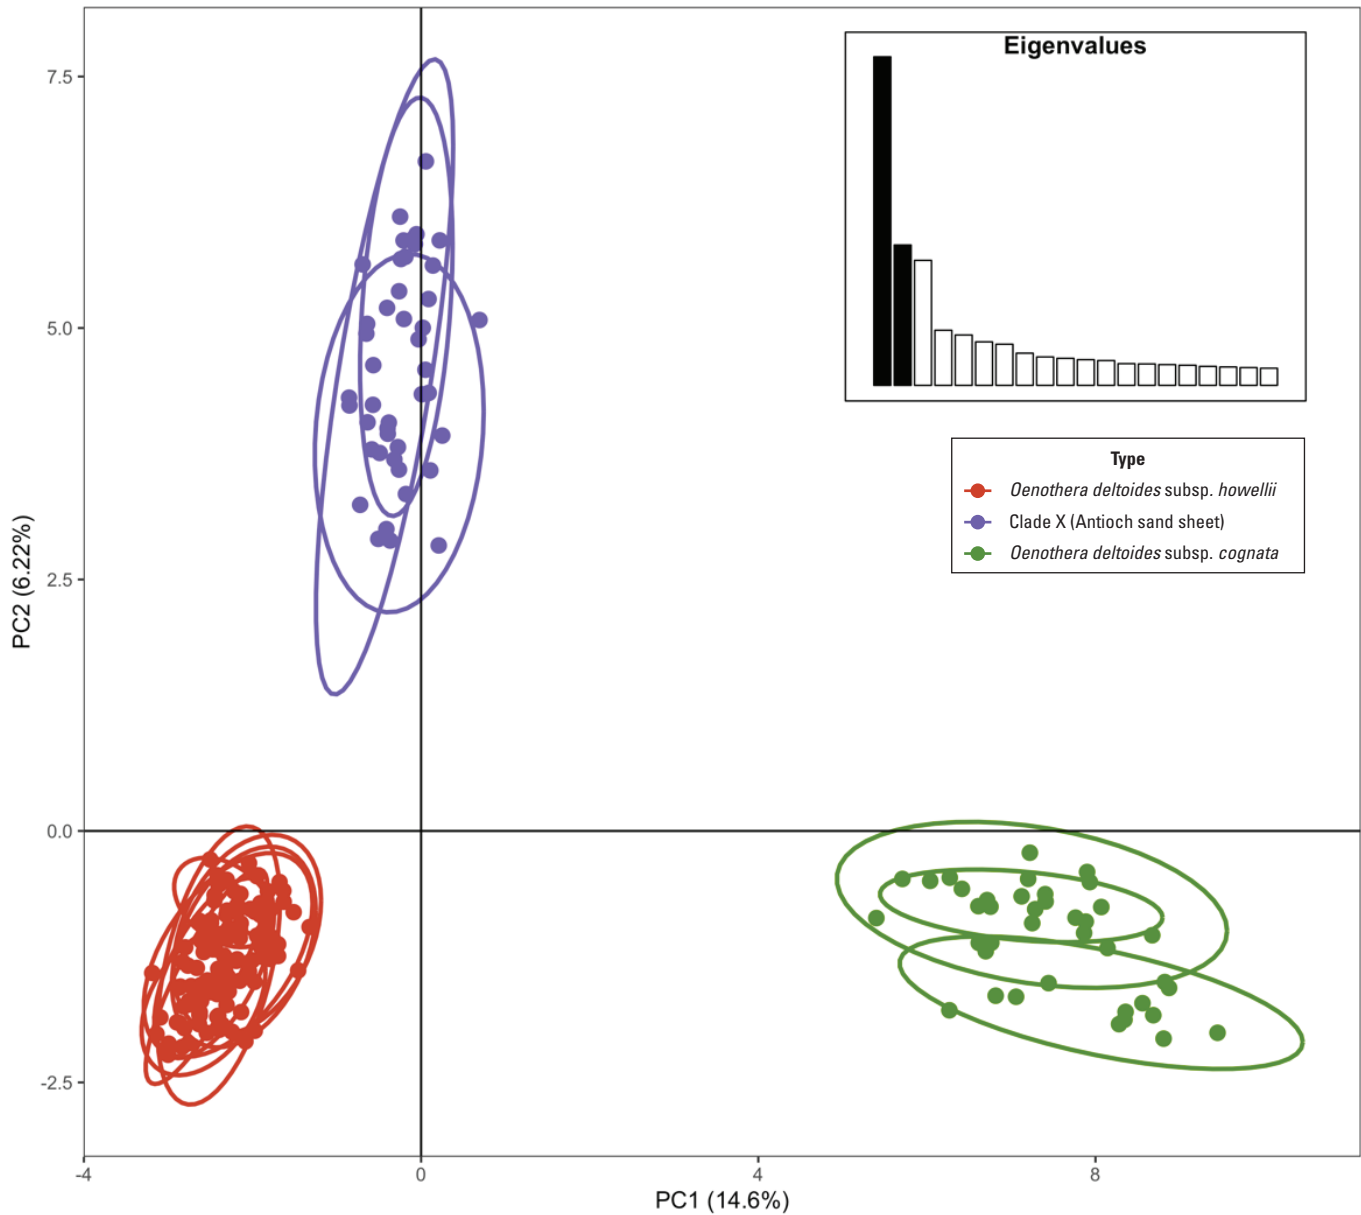 Eigenvalues
7.5
5.0
2.5
0.0
-2.5
PC2 (6.22%)
Type
Oenothera deltoides subsp. howellii
Clade X (Antioch sand sheet)
Oenothera deltoides subsp. cognata
-4
0
4
8
PC1 (14.6%)